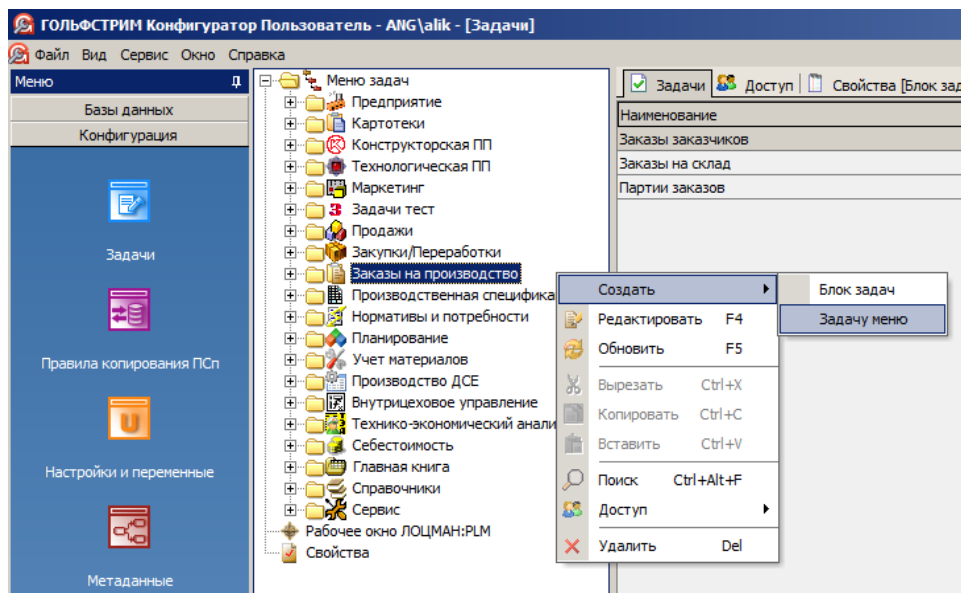 ГОЛЬФСТРИМ Конфигуратор Пользователь - ANG\alik - [Задачи]
Файл Вид Сервис Окно Справка
Меню
Базы данных
Конфигурация
Задачи
Правила копирования ПСп
Настройки и переменные
Метаданные
Меню задач
Предприятие
Картотеки
Конструкторская ПП
Технологическая ПП
Маркетинг
Задачи тест
Продажи
Закупки/Переработки
Заказы на производство
Производственная специфика
Нормативы и потребности
Планирование
Учет материалов
Производство ДСЕ
Внутрицеховое управление
Технико-экономический анали
Себестоимость
Главная книга
Справочники
Сервис
Рабочее окно ЛОЦМАН:PLM
Свойства
Задачи Доступ Свойства [Блок зад
Наименование
Заказы заказчиков
Заказы на склад
Партии заказов
Создать
Редактировать F4
Обновить F5
Вырезать Ctrl+X
Копировать Ctrl+C
Вставить Ctrl+V
Поиск Ctrl+Alt+F
Доступ
Удалить Del
Блок задач
Задачу меню